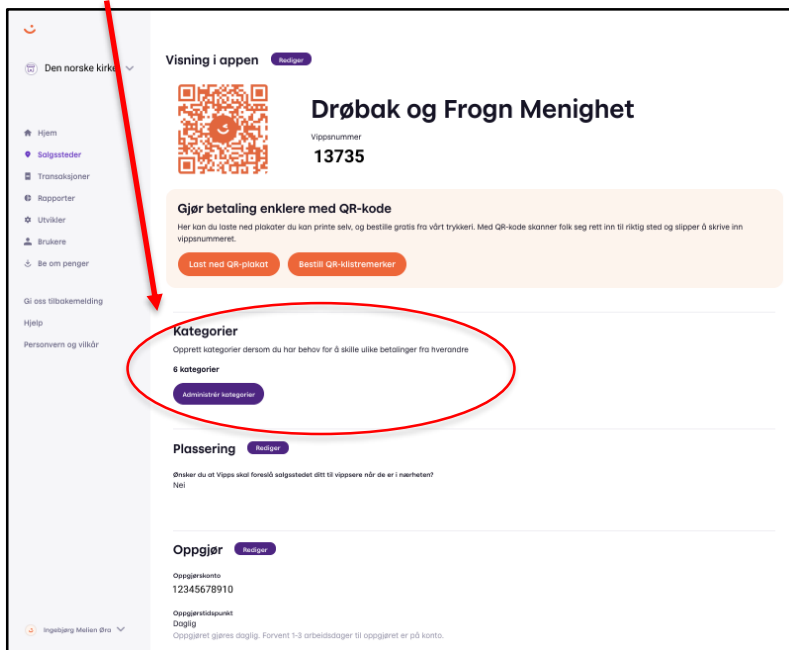 Den norske kirke
Hjem
Salgssteder
Transaksjoner
Rapporter
Utvikler
Brukere
Be om penger
Gi oss tilbakemelding
Hjelp
Personvern og vilkår
Ingebjørg Melien Øro
Visning i appen Rediger
Drøbak og Frogn Menighet
Vippsnummer
13735
Gjør betaling enklere med QR-kode
Her kan du laste ned plakater du kan printe selv, og bestille gratis fra vårt trykkeri. Med QR-kode skanner folk seg rett inn til riktig sted og slipper å skrive inn
vippsnummeret.
Last ned QR-plakat Bestill QR-klistremerker
Kategorier
Opprett kategorier dersom du har behov for å skille ulike betalinger fra hverandre
6 kategorier
Administrér kategorier
Plassering Rediger
Ønsker du at Vipps skal foreslå salgsstedet ditt til vippsere når de er i nærheten?
Nei
Oppgjør Rediger
Oppgjørskonto
12345678910
Oppgjørstidspunkt
Daglig
Oppgjøret gjøres daglig. Forvent 1-3 arbeidsdager til oppgjøret er på konto.